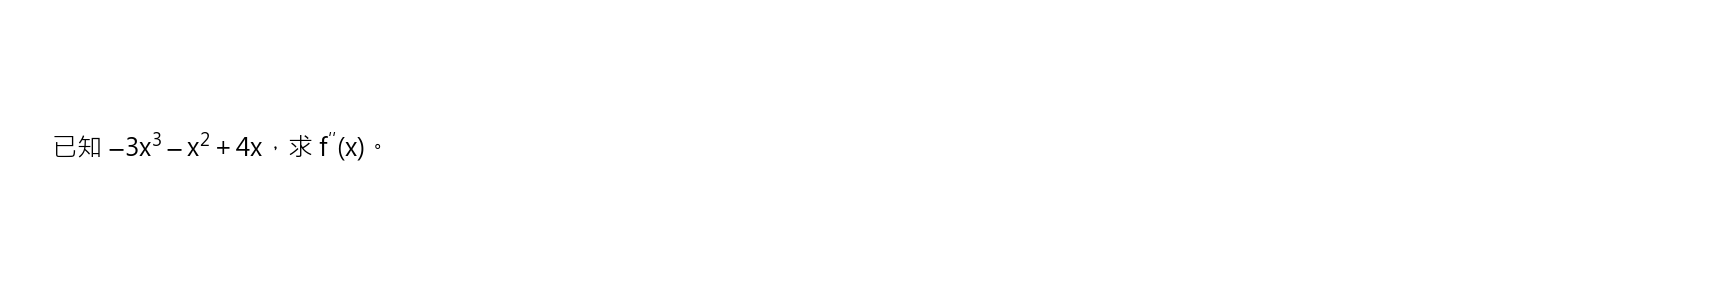 已知 –3x³ – x² + 4x，求 f′′(x)。